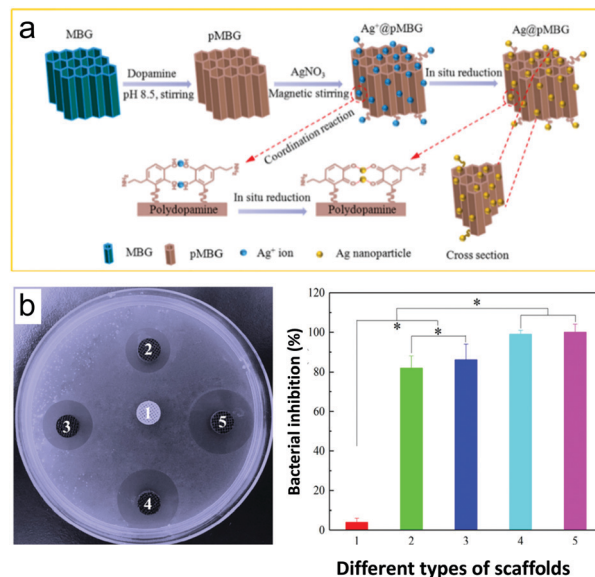 a
MBG
pMBG
Ag⁺@pMBG
Ag@pMBG
Dopamine
pH 8.5, stirring
AgNO₃
Magnetic stirring
In situ reduction
Coordination reaction
In situ reduction
Polydopamine
Polydopamine
Cross section
MBG
pMBG
Ag⁺ ion
Ag nanoparticle
b
1
2
3
4
5
Bacterial inhibition (%)
120
100
80
60
40
20
0
*
*
*
1 2 3 4 5
Different types of scaffolds